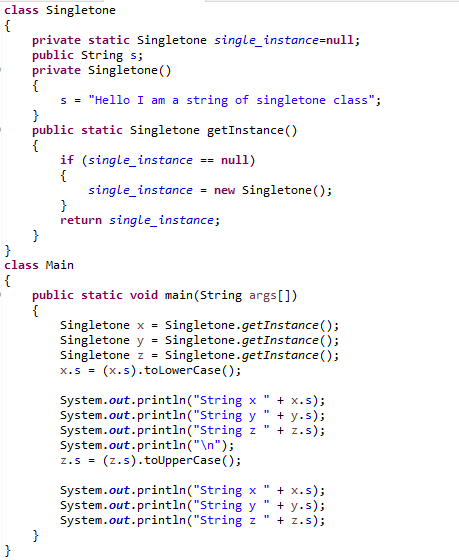 class Singletone
{
    private static Singletone single_instance=null;
    public String s;
    private Singletone()
    {
        s = "Hello I am a string of singletone class";
    }
    public static Singletone getInstance()
    {
        if (single_instance == null)
        {
            single_instance = new Singletone();
        }
        return single_instance;
    }
}
class Main
{
    public static void main(String args[])
    {
        Singletone x = Singletone.getInstance();
        Singletone y = Singletone.getInstance();
        Singletone z = Singletone.getInstance();
        x.s = (x.s).toLowerCase();

        System.out.println("String x " + x.s);
        System.out.println("String y " + y.s);
        System.out.println("String z " + z.s);
        System.out.println("\n");
        z.s = (z.s).toUpperCase();

        System.out.println("String x " + x.s);
        System.out.println("String y " + y.s);
        System.out.println("String z " + z.s);
    }
}